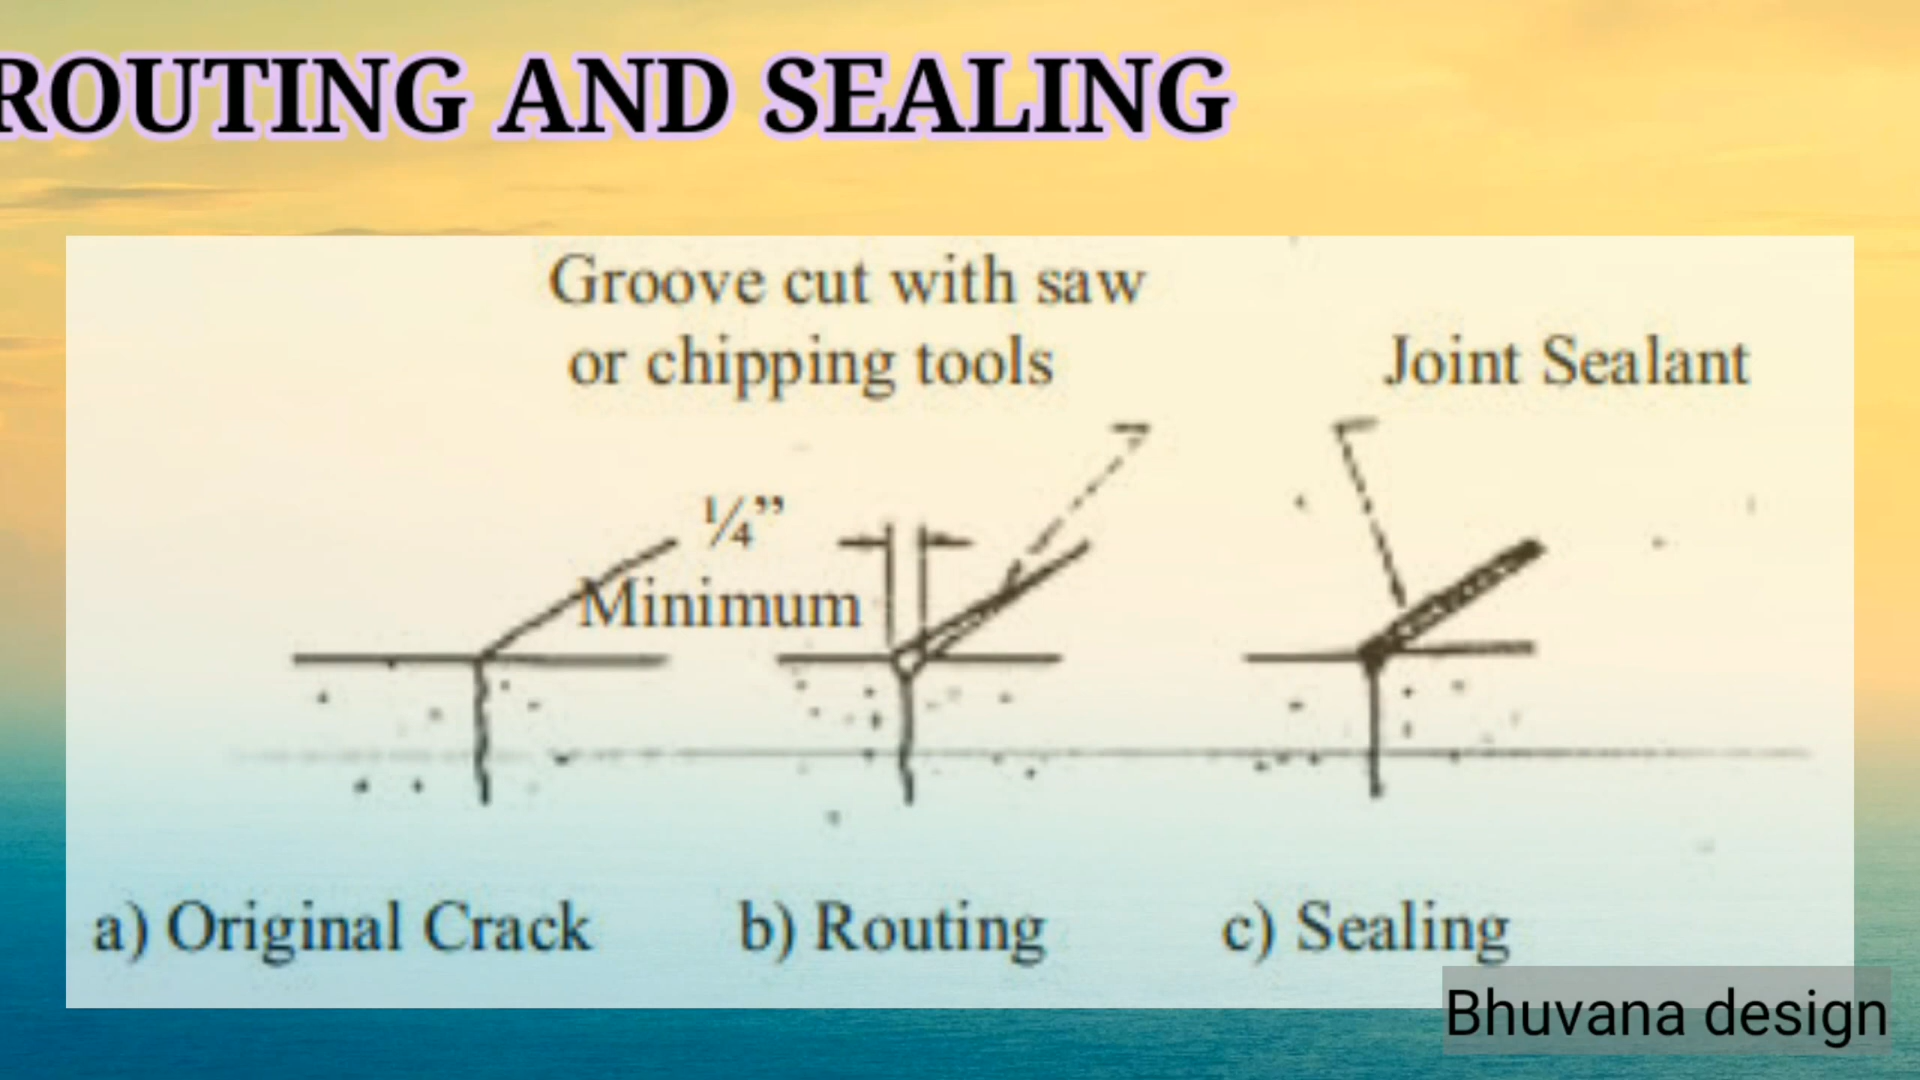 ROUTING AND SEALING
Groove cut with saw
or chipping tools
Joint Sealant
¼”
Minimum
a) Original Crack
b) Routing
c) Sealing
Bhuvana design